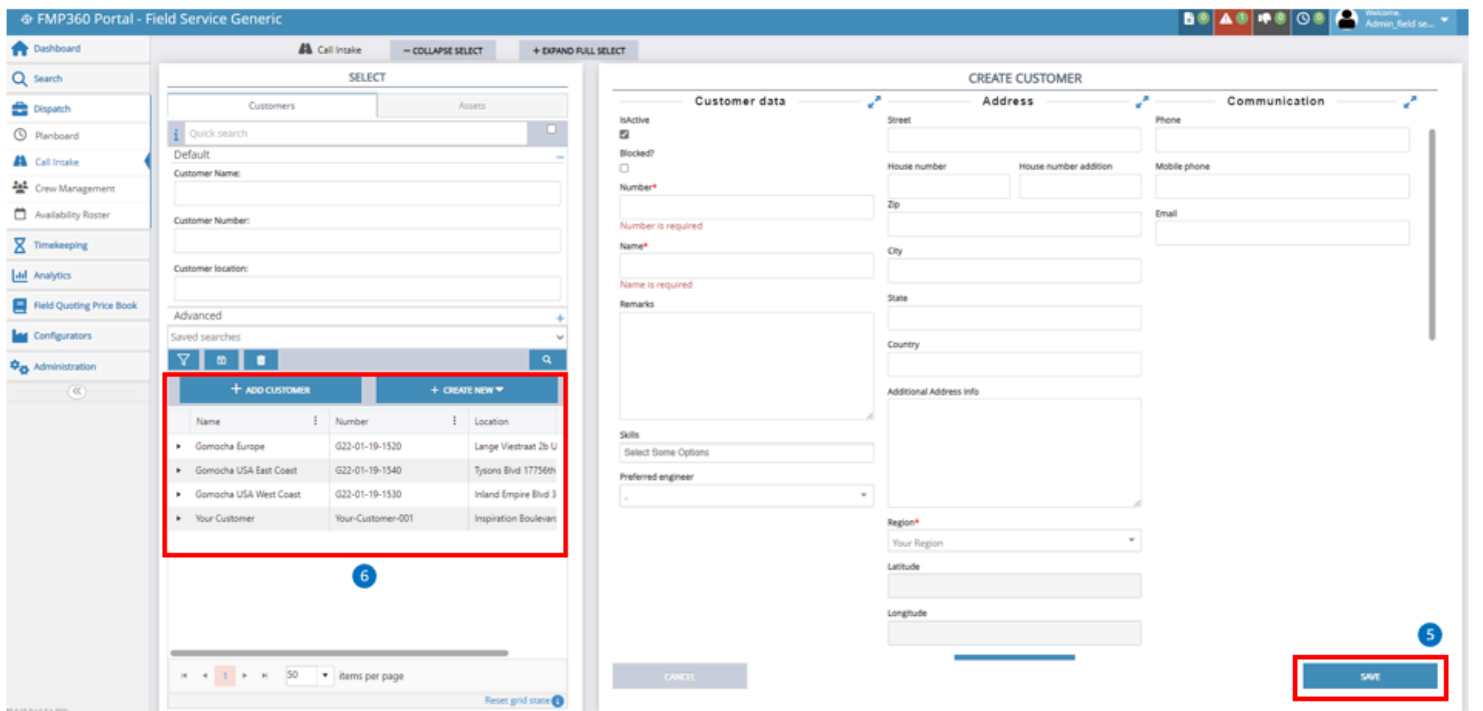 FMP360 Portal - Field Service Generic
0 1 0 0
Welcome,
Admin_field se...
Dashboard
Search
Dispatch
Planboard
Call Intake
Crew Management
Availability Roster
Timekeeping
Analytics
Field Quoting Price Book
Configurators
Administration
Call Intake
— COLLAPSE SELECT
+ EXPAND FULL SELECT
SELECT
Customers
Assets
i Quick search
Default
Customer Name:
Customer Number:
Customer location:
Advanced
Saved searches
+ ADD CUSTOMER
+ CREATE NEW
Name Number Location
Gomocha Europe G22-01-19-1520 Lange Viestraat 2b U
Gomocha USA East Coast G22-01-19-1540 Tysons Blvd 17756th
Gomocha USA West Coast G22-01-19-1530 Inland Empire Blvd 3
Your Customer Your-Customer-001 Inspiration Boulevard
6
1 50 items per page
Reset grid state i
CREATE CUSTOMER
Customer data
IsActive
Blocked?
Number*
Number is required
Name*
Name is required
Remarks
Skills
Select Some Options
Preferred engineer
Address
Street
House number House number addition
Zip
City
State
Country
Additional Address Info
Region*
Your Region
Latitude
Longitude
Communication
Phone
Mobile phone
Email
5
CANCEL
SAVE